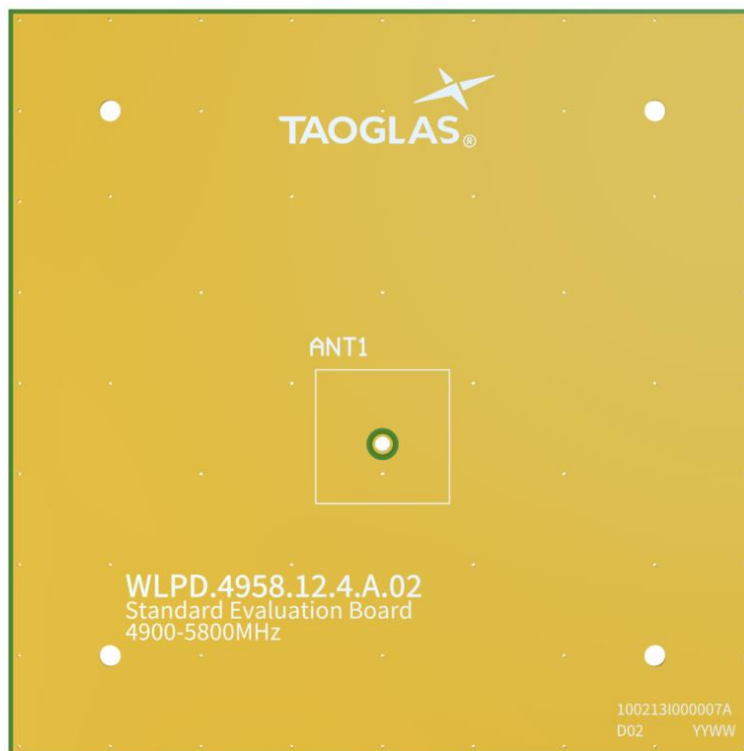 TAOGLAS®
ANT1
WLPD.4958.12.4.A.02
Standard Evaluation Board
4900-5800MHz
100213I000007A
D02 YYWW